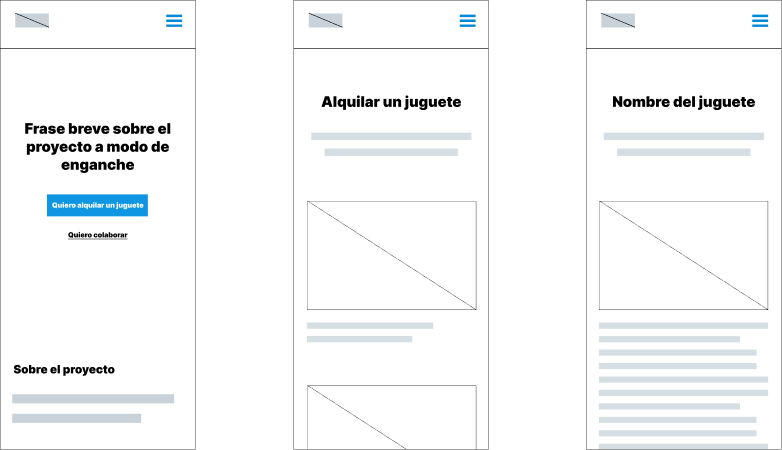 Frase breve sobre el
proyecto a modo de
enganche
Quiero alquilar un juguete
Quiero colaborar
Sobre el proyecto
Alquilar un juguete
Nombre del juguete